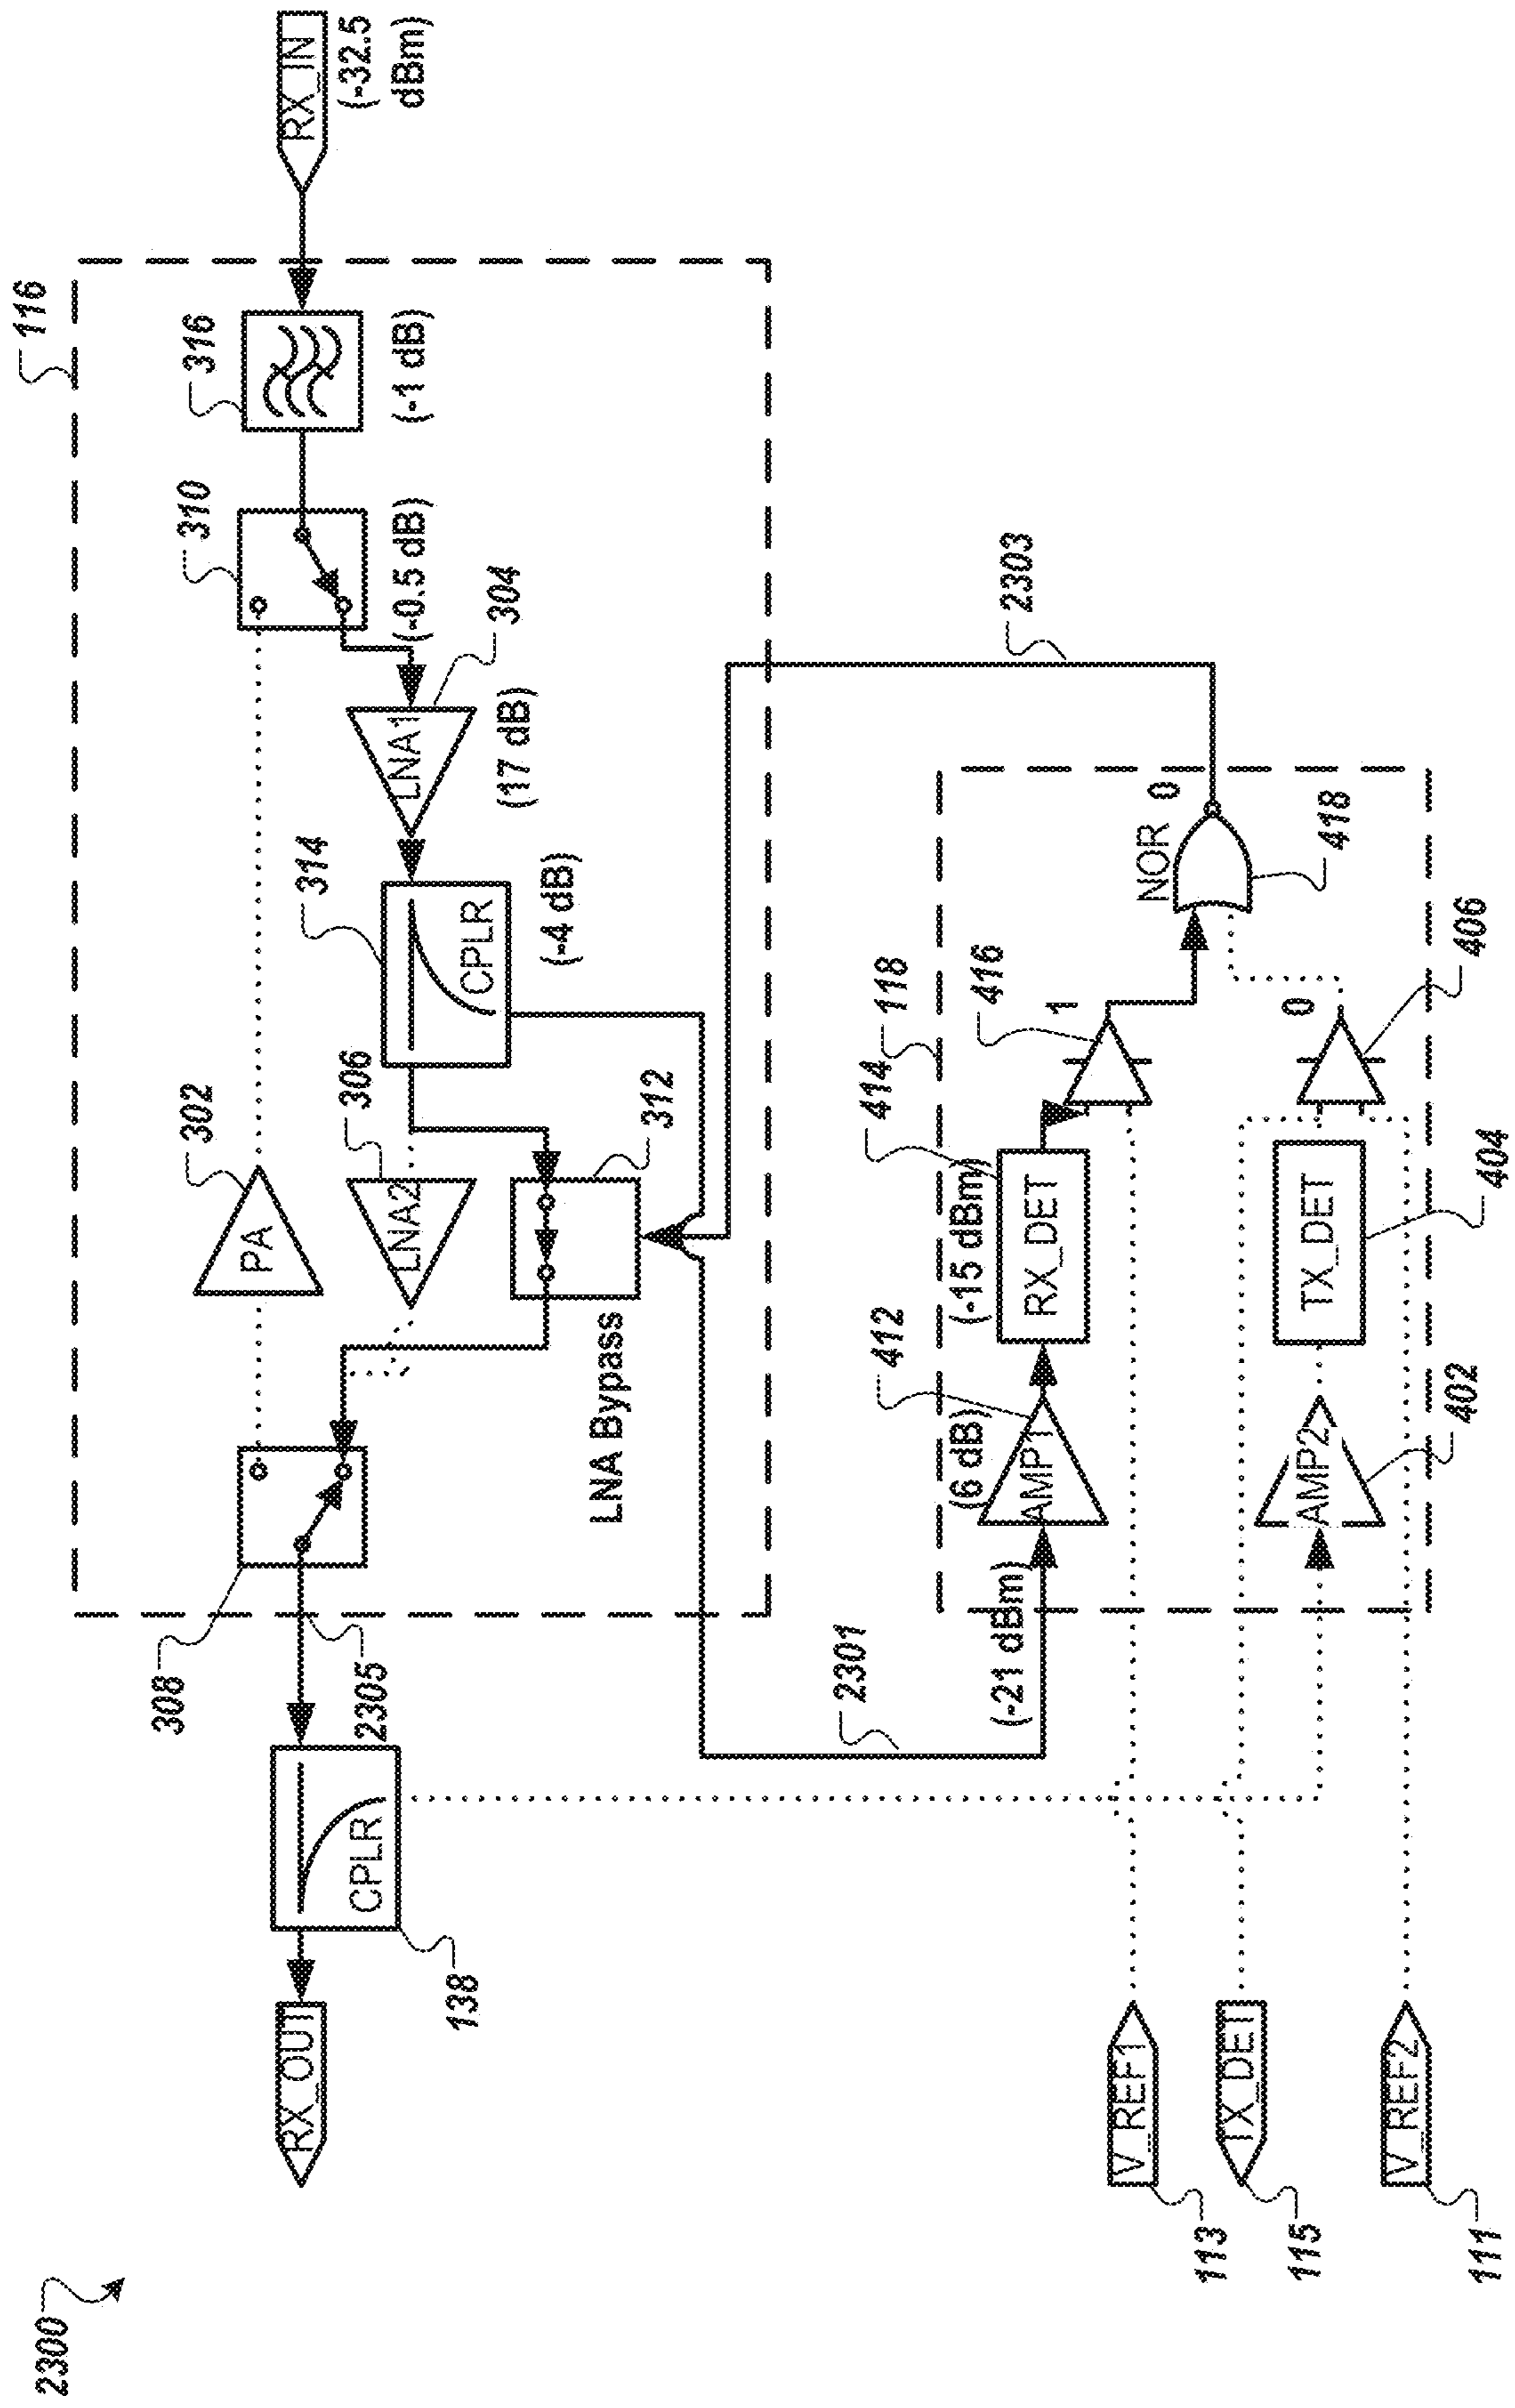 2300
116
RX_IN
(-32.5
dBm)
316
(-1 dB)
310
(-0.5 dB)
304
LNA1
(17 dB)
314
CPLR
(-4 dB)
302
PA
306
LNA2
312
LNA Bypass
308
2305
CPLR
138
RX_OUT
2303
2301
(-21 dBm)
118
412
AMP1
(6 dB)
414
RX_DET
(-15 dBm)
416
1
NOR
0
418
402
AMP2
404
TX_DET
406
0
V_REF1
113
TX_DET
115
V_REF2
111